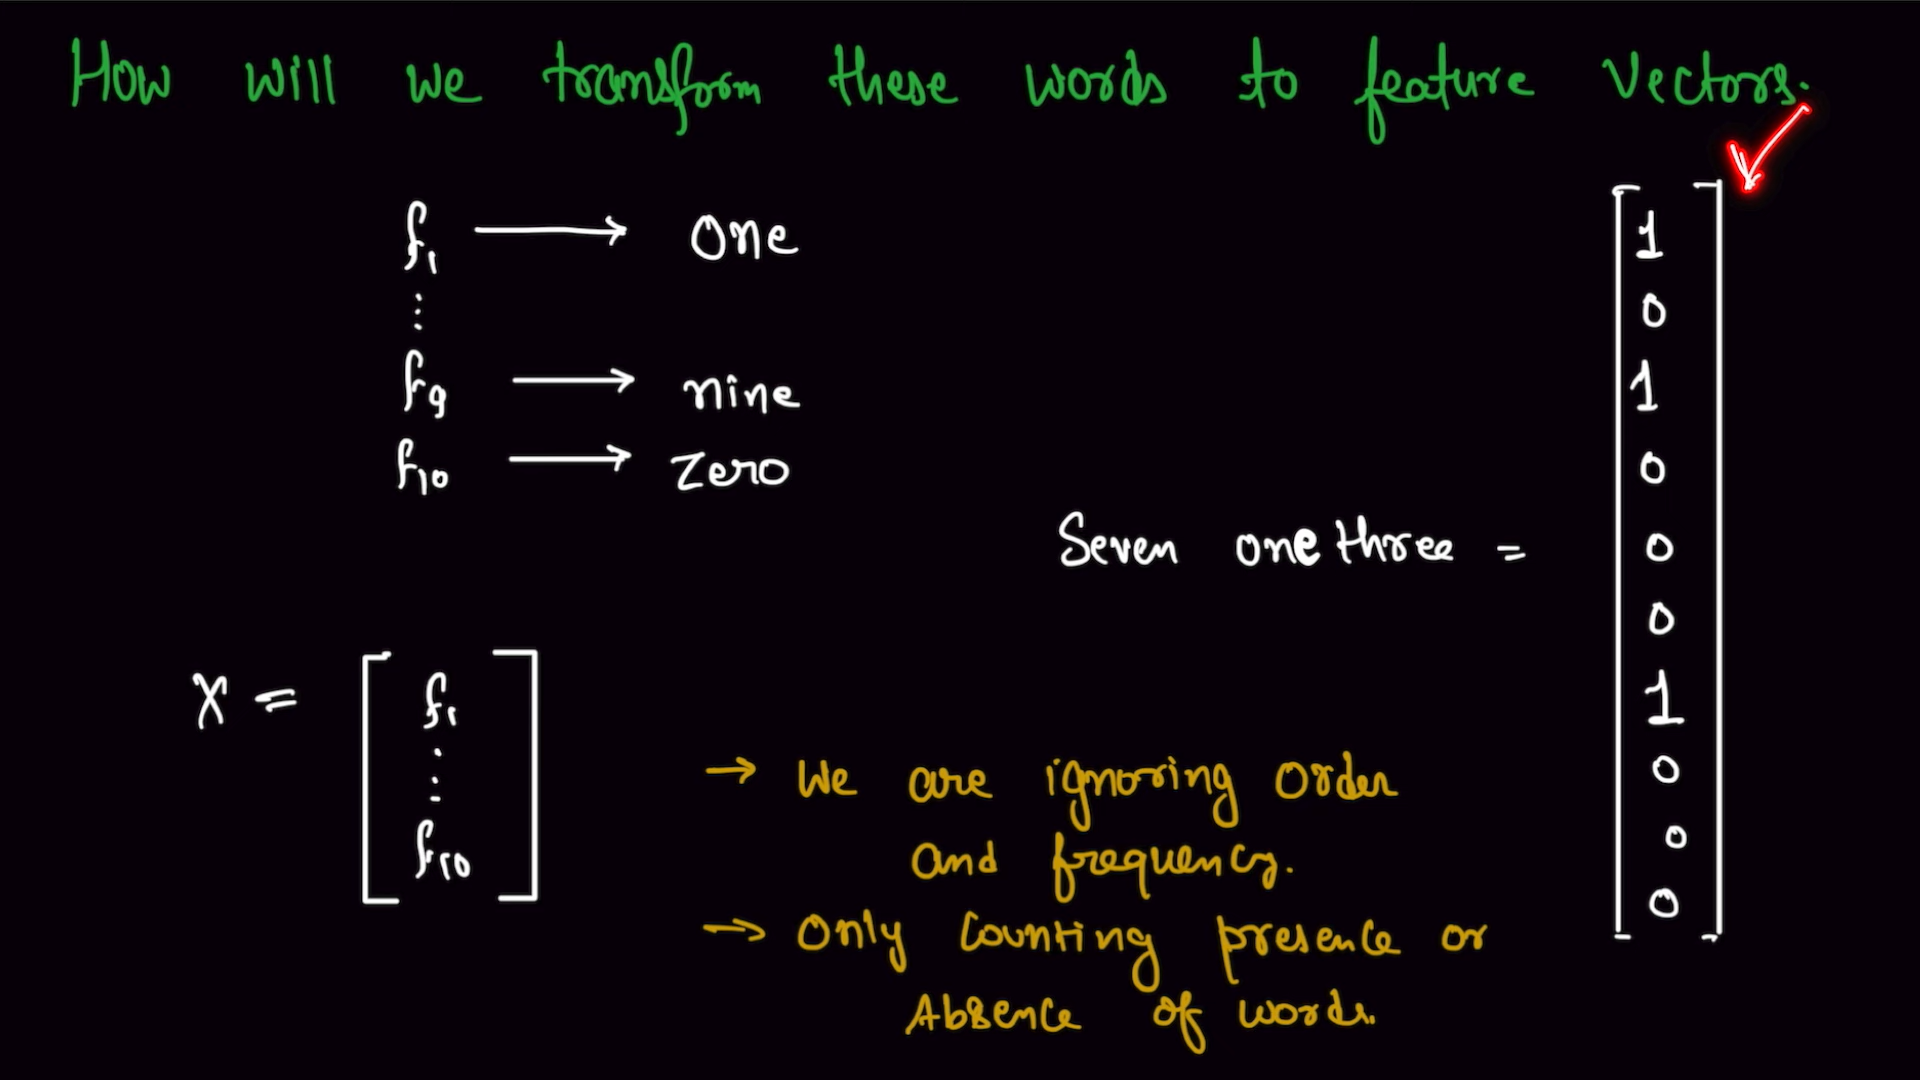 How will we transform these words to feature vectors.
f₁ → One
⋮
f₉ → nine
f₁₀ → Zero
Seven one three =
[1
0
1
0
0
0
1
0
0
0]
X = [f₁
⋮
f₁₀]
→ We are ignoring order
and frequency.
→ Only counting presence or
Absence of words.